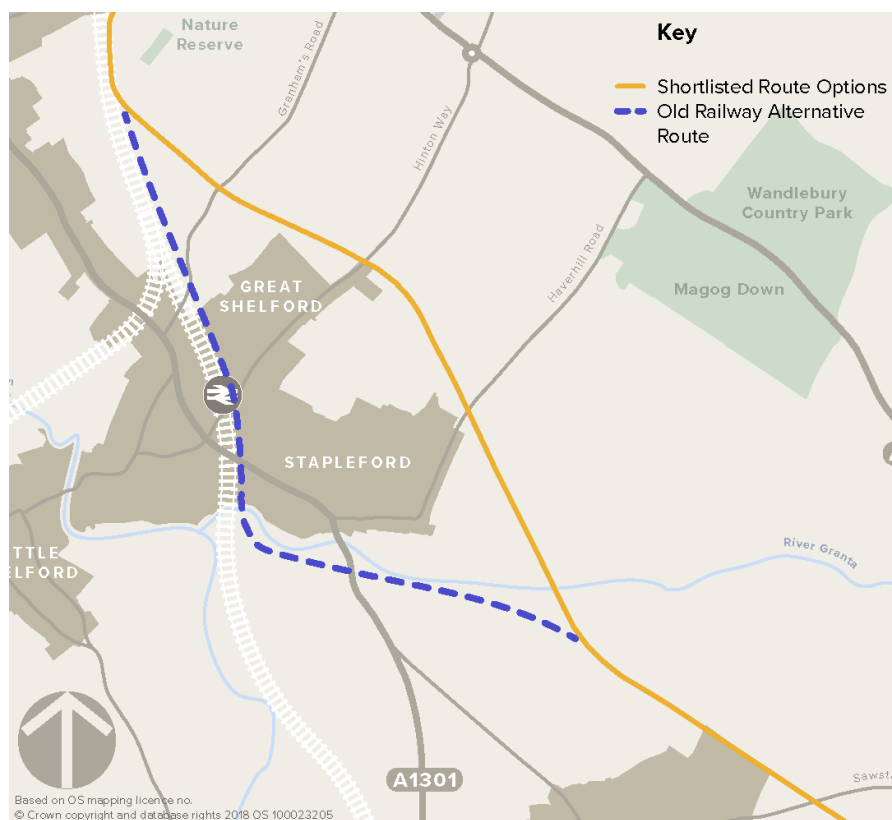 Nature
Reserve
Granham's Road
Hinton Way
Key
Shortlisted Route Options
Old Railway Alternative
Route
Wandlebury
Country Park
Magog Down
Haverhill Road
GREAT
SHELFORD
STAPLEFORD
River Granta
TTLE
ELFORD
A1301
Sawsta
Based on OS mapping licence no.
© Crown copyright and database rights 2018 OS 100023205